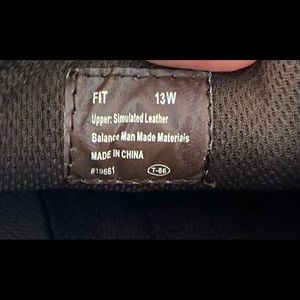 FIT 13W
Upper: Simulated Leather
Balance Man Made Materials
MADE IN CHINA
#19661 T-86